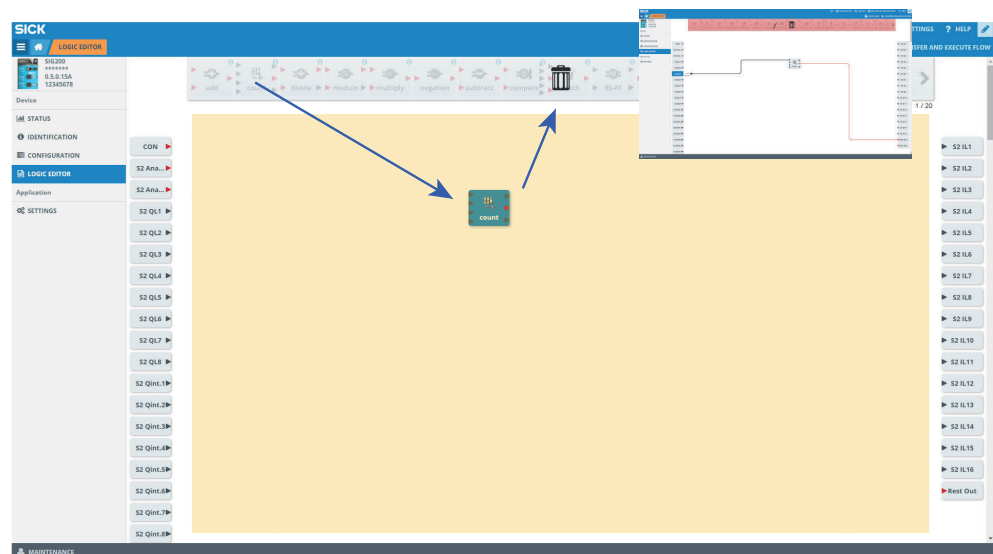 SICK
TINGS ? HELP
LOGIC EDITOR
SFER AND EXECUTE FLOW
SIG200
*******
0.5.0.15A
12345678
add
divide
module
multiply
negation
subtract
compare
RS-FF
1 / 20
Device
STATUS
IDENTIFICATION
CONFIGURATION
LOGIC EDITOR
Application
SETTINGS
CON
S2 Ana...
S2 Ana...
S2 QL1
S2 QL2
S2 QL3
S2 QL4
S2 QL5
S2 QL6
S2 QL7
S2 QL8
S2 Qint.1
S2 Qint.2
S2 Qint.3
S2 Qint.4
S2 Qint.5
S2 Qint.6
S2 Qint.7
S2 Qint.8
count
S2 IL1
S2 IL2
S2 IL3
S2 IL4
S2 IL5
S2 IL6
S2 IL7
S2 IL8
S2 IL9
S2 IL10
S2 IL11
S2 IL12
S2 IL13
S2 IL14
S2 IL15
S2 IL16
Rest Out
MAINTENANCE